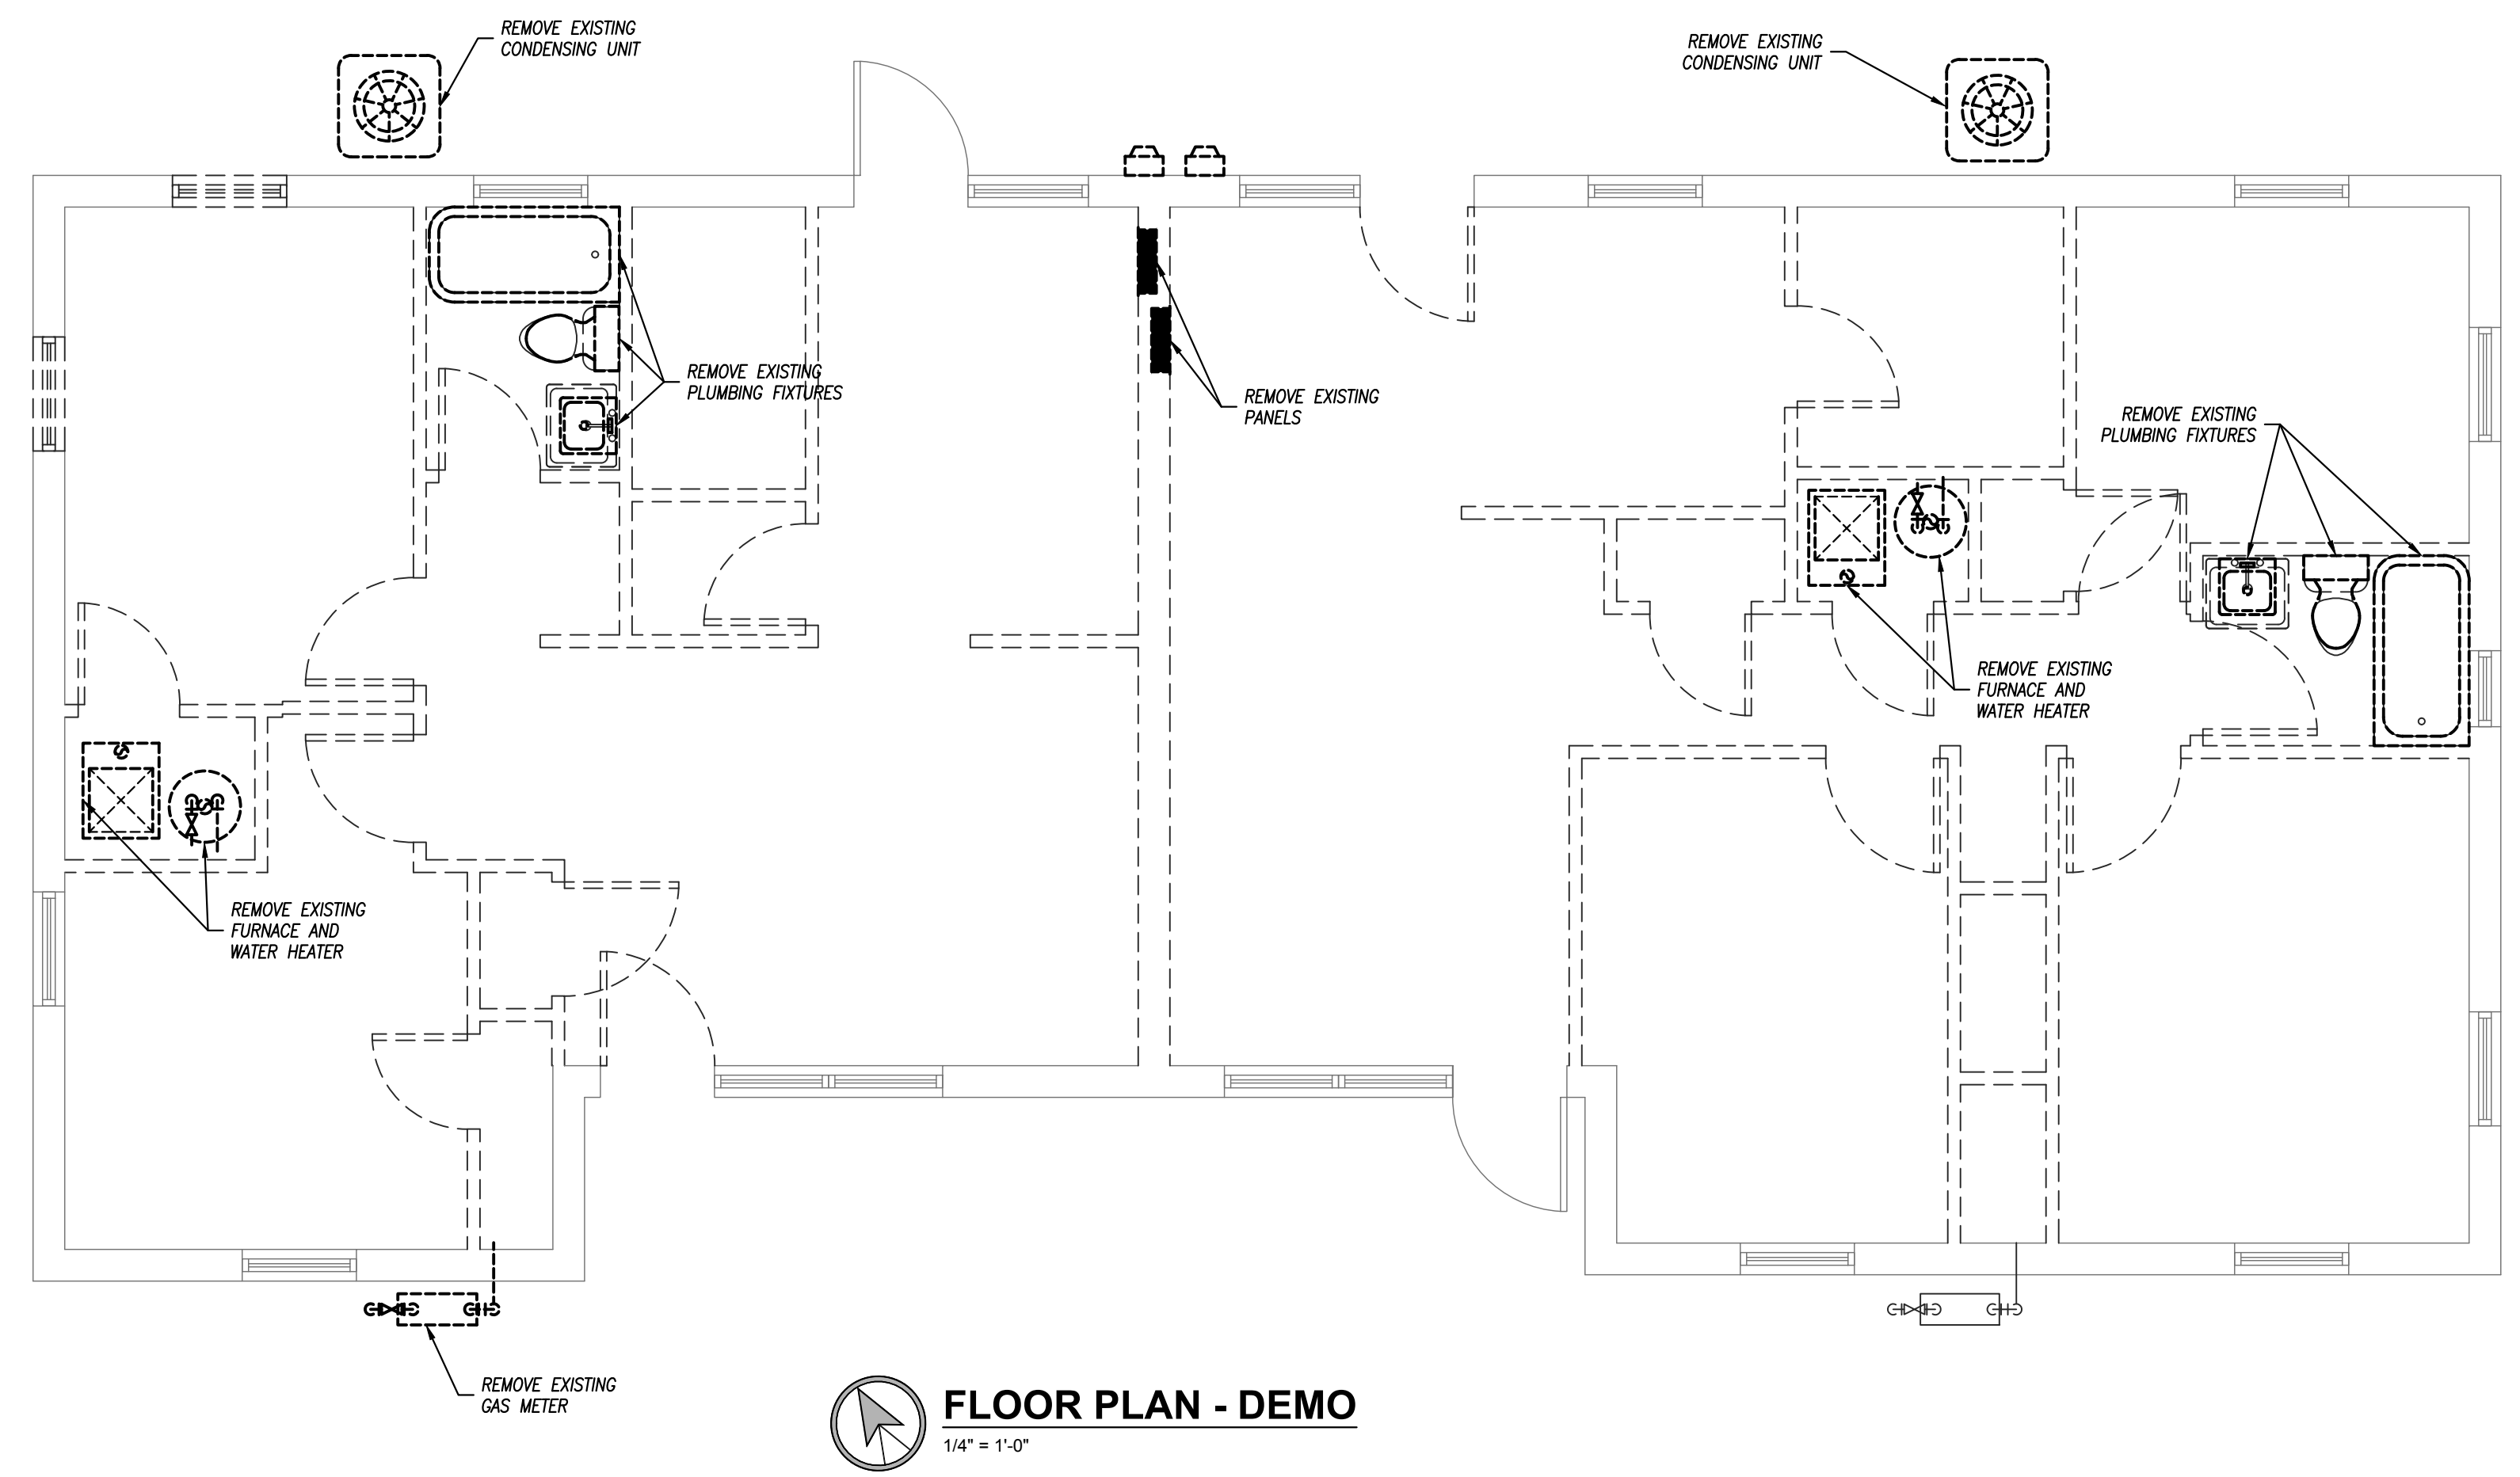 REMOVE EXISTING
CONDENSING UNIT
REMOVE EXISTING
CONDENSING UNIT
REMOVE EXISTING
PLUMBING FIXTURES
REMOVE EXISTING
PANELS
REMOVE EXISTING
PLUMBING FIXTURES
REMOVE EXISTING
FURNACE AND
WATER HEATER
REMOVE EXISTING
FURNACE AND
WATER HEATER
REMOVE EXISTING
GAS METER
FLOOR PLAN - DEMO
1/4" = 1'-0"